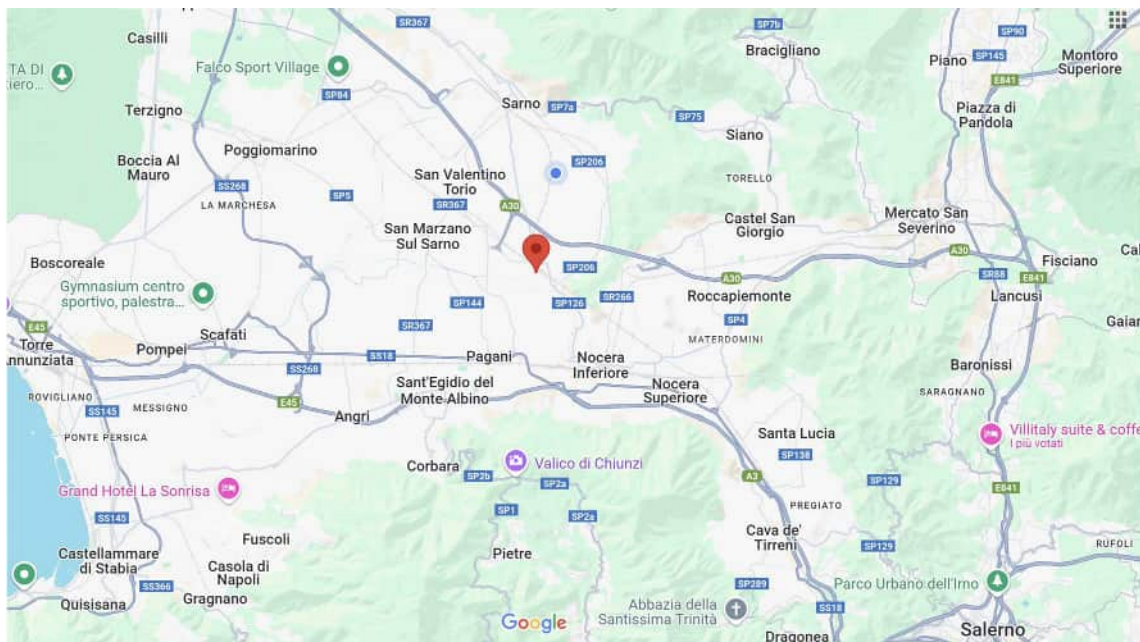 SR367
SP7b
SP90
Casilli
Bracigliano
Piano
SP145
Montoro
Superiore
TA DI
tiero...
Falco Sport Village
E841
SP84
Sarno
SP7a
Terzigno
SP75
Piazza di
Pandola
Siano
Boccia Al
Mauro
Poggiomarino
SP206
San Valentino
Torio
TORELLO
SS268
SP5
LA MARCHESA
SR367
A30
Mercato San
Severino
Castel San
Giorgio
San Marzano
Sul Sarno
Cal
A30
Fisciano
Boscoreale
SP206
A30
SR88
E841
Gymnasium centro
sportivo, palestra...
SP144
SP126
SR266
Roccapiemonte
Lancusi
E45
Scafati
SR367
SP4
Gaian
Torre
Annunziata
Pompei
SS18
Pagani
MATERDOMINI
SS268
Nocera
Inferiore
Baronissi
Sant'Egidio del
Monte Albino
Nocera
Superiore
SARAGNANO
ROVIGLIANO
SS145
MESSIGNO
E45
Angri
PONTE PERSICA
Santa Lucia
Villitaly suite & coffe
I più votati
SP138
Corbara
Valico di Chiunzi
SP2b
SP2a
A3
SP129
E841
Grand Hotel La Sonrisa
PREGIATO
SS145
SP1
SP2a
Cava de'
Tirreni
Fuscoli
SP129
RUFOLI
Castellammare
di Stabia
Pietre
Casola di
Napoli
SS366
SP289
Parco Urbano dell'Irno
Quisisana
Gragnano
Abbazia della
Santissima Trinità
SS18
Google
Salerno
Dragonea